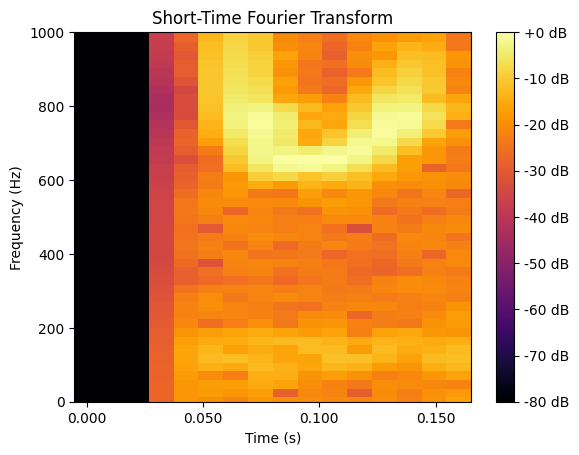 Short-Time Fourier Transform
1000
800
600
400
200
0
Frequency (Hz)
0.000
0.050
0.100
0.150
Time (s)
+0 dB
-10 dB
-20 dB
-30 dB
-40 dB
-50 dB
-60 dB
-70 dB
-80 dB